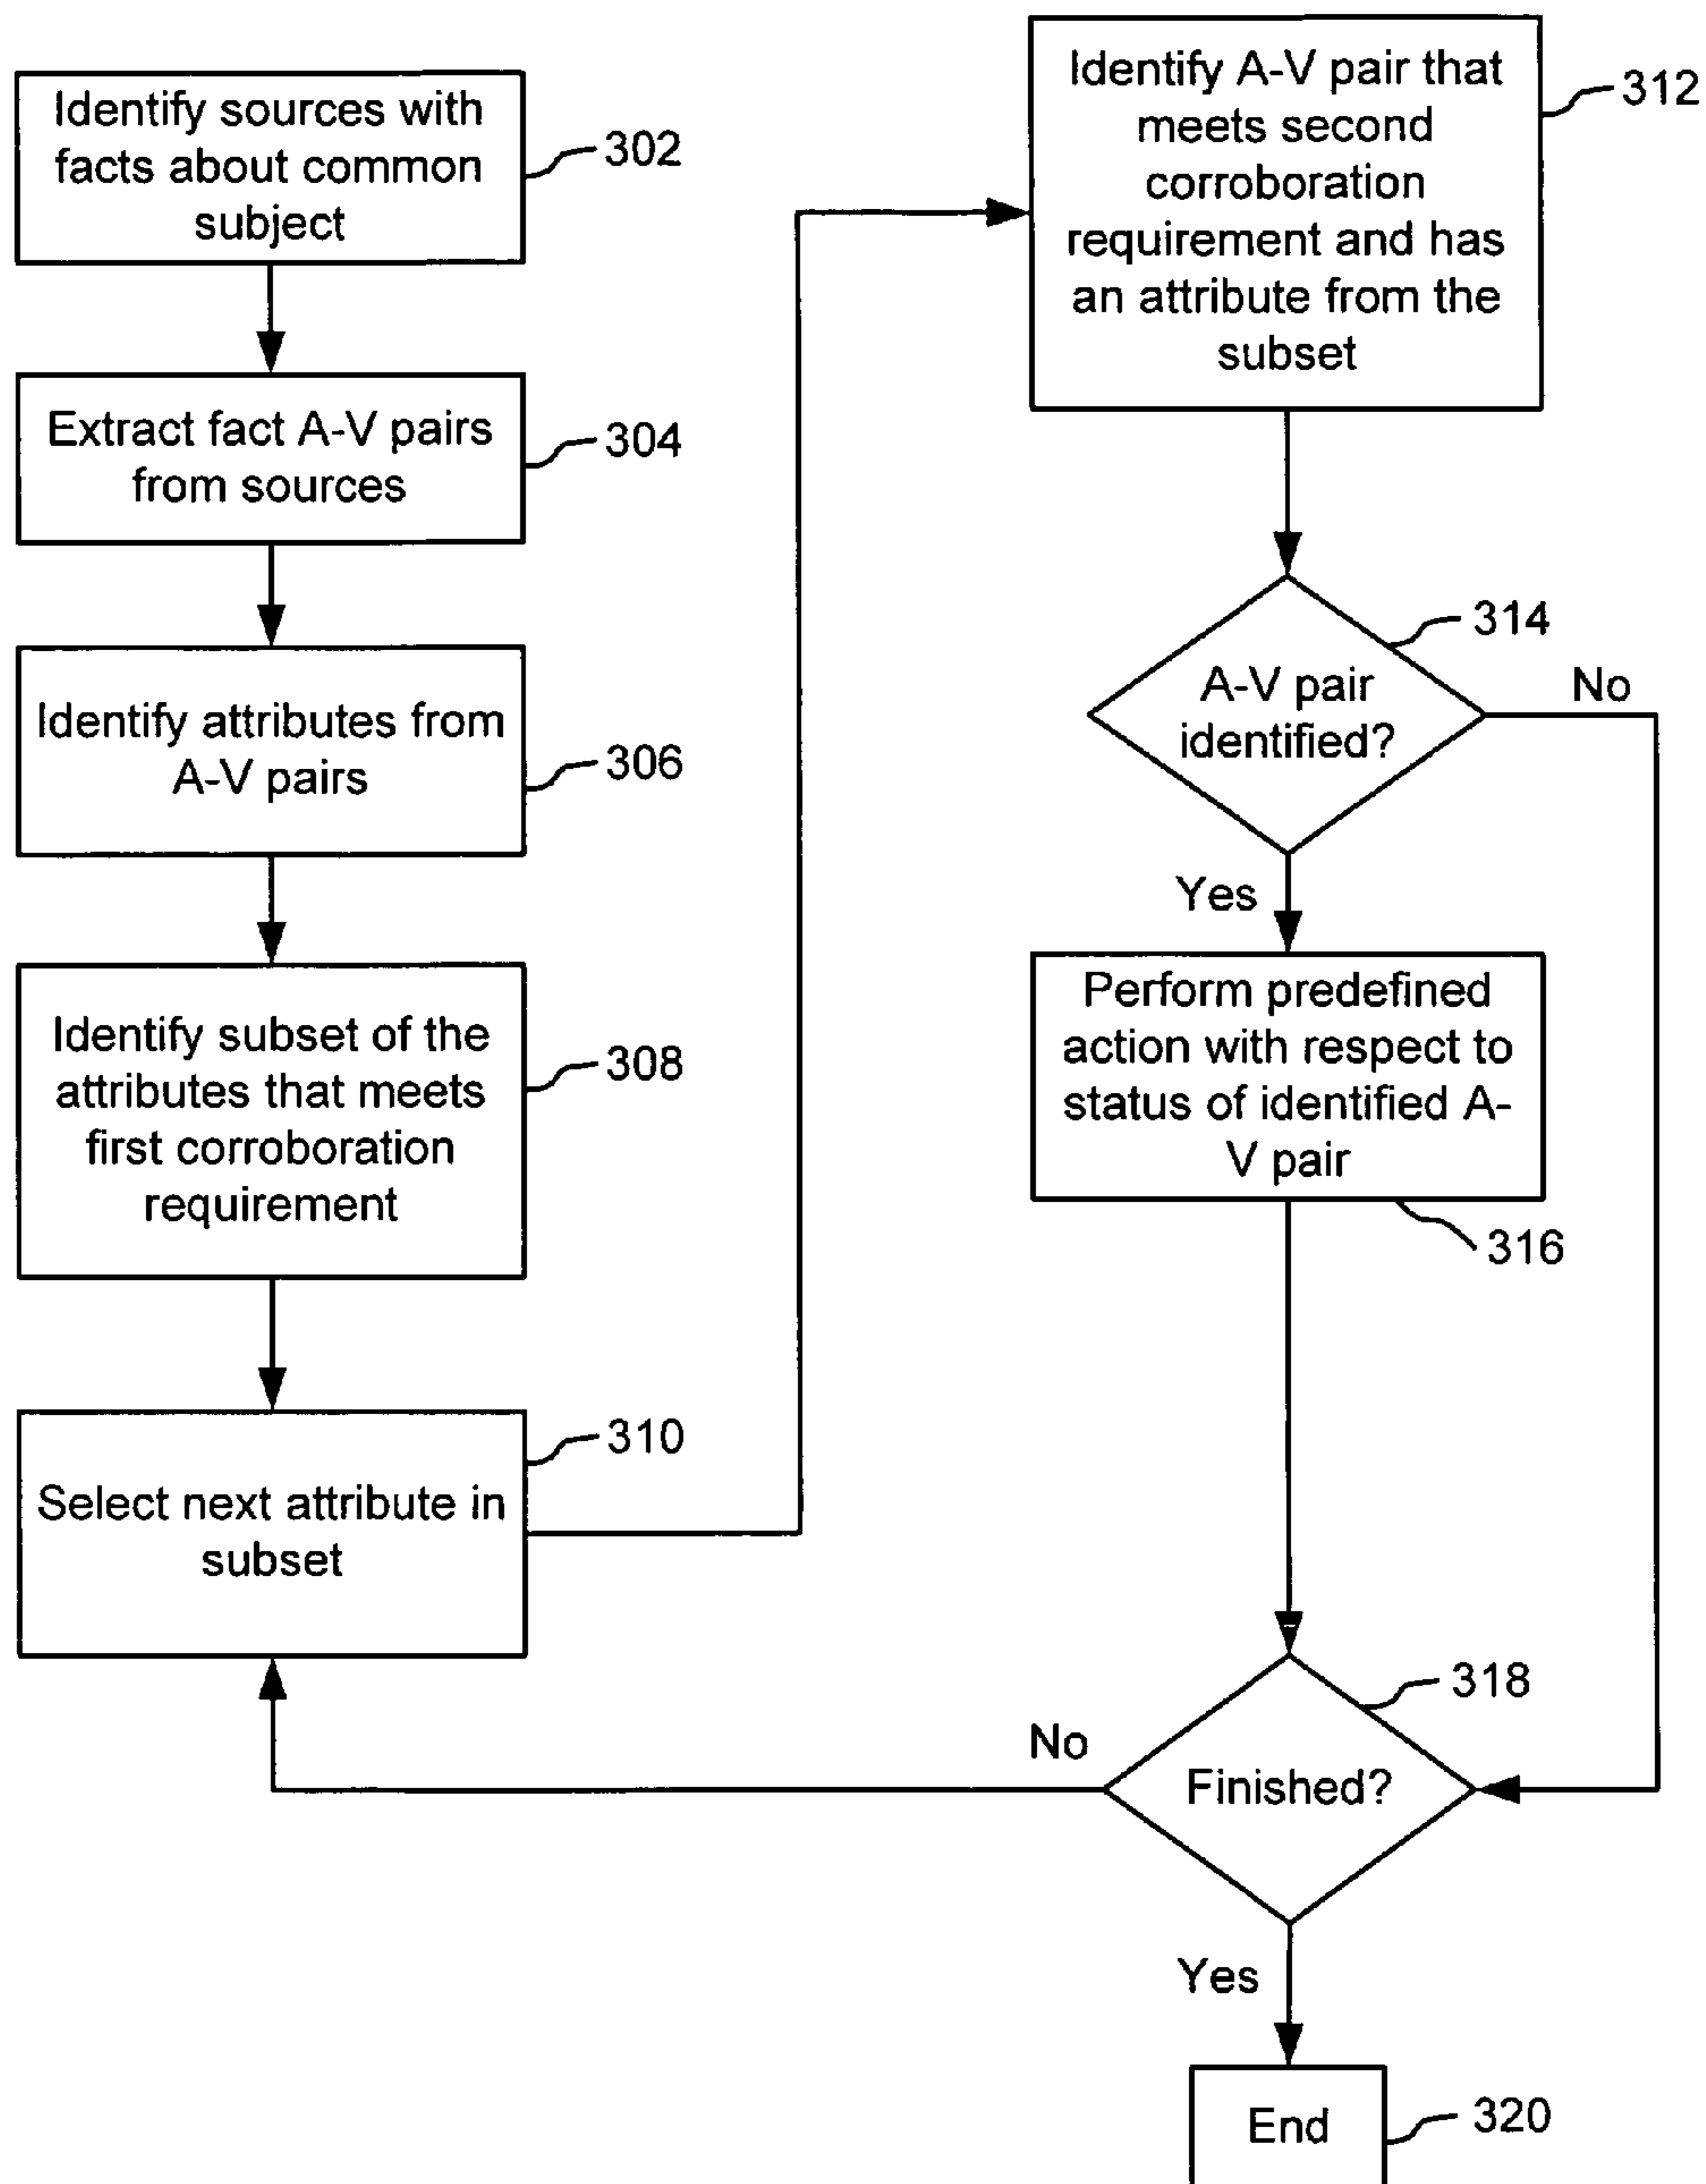 Identify sources with
facts about common
subject
302
Extract fact A-V pairs
from sources
304
Identify attributes from
A-V pairs
306
Identify subset of the
attributes that meets
first corroboration
requirement
308
Select next attribute in
subset
310
Identify A-V pair that
meets second
corroboration
requirement and has
an attribute from the
subset
312
A-V pair
identified?
314
No
Yes
Perform predefined
action with respect to
status of identified A-
V pair
316
Finished?
318
No
Yes
End
320